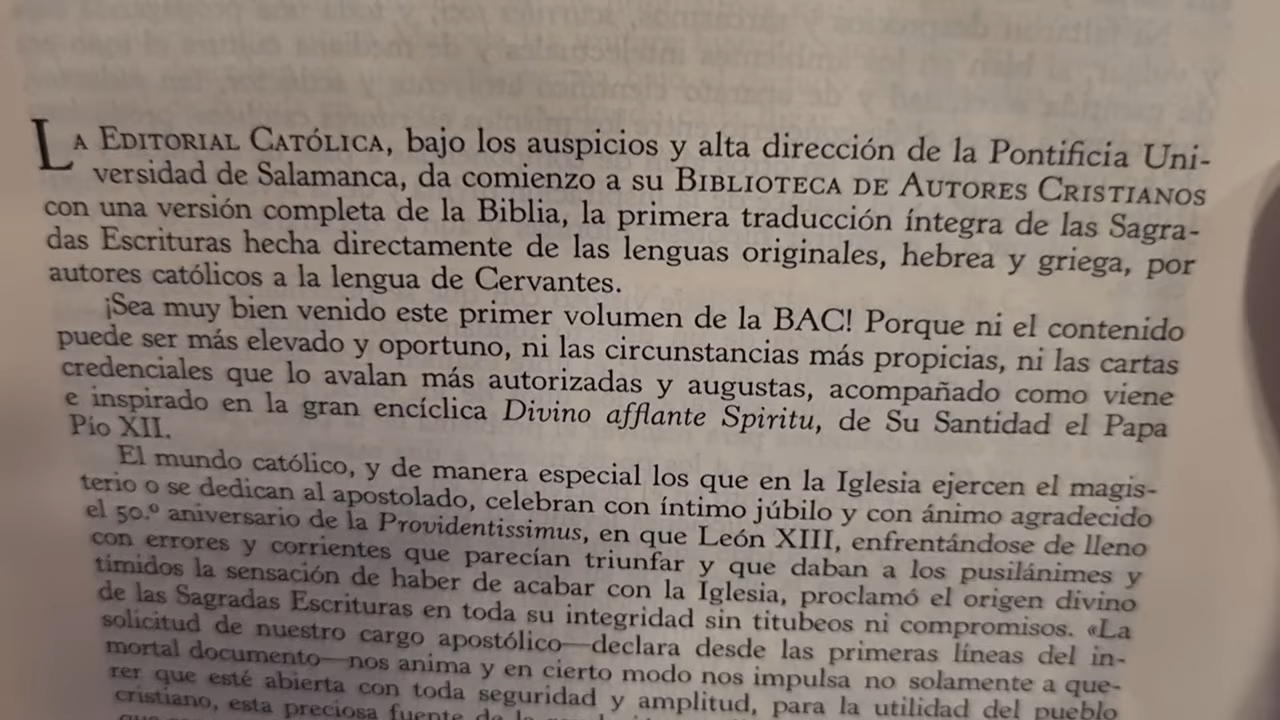 LA EDITORIAL CATÓLICA, bajo los auspicios y alta dirección de la Pontificia Uni-
versidad de Salamanca, da comienzo a su BIBLIOTECA DE AUTORES CRISTIANOS
con una versión completa de la Biblia, la primera traducción íntegra de las Sagra-
das Escrituras hecha directamente de las lenguas originales, hebrea y griega, por
autores católicos a la lengua de Cervantes.
¡Sea muy bien venido este primer volumen de la BAC! Porque ni el contenido
puede ser más elevado y oportuno, ni las circunstancias más propicias, ni las cartas
credenciales que lo avalan más autorizadas y augustas, acompañado como viene
e inspirado en la gran encíclica Divino afflante Spiritu, de Su Santidad el Papa
Pío XII.
El mundo católico, y de manera especial los que en la Iglesia ejercen el magis-
terio o se dedican al apostolado, celebran con íntimo júbilo y con ánimo agradecido
el 50.º aniversario de la Providentissimus, en que León XIII, enfrentándose de lleno
con errores y corrientes que parecían triunfar y que daban a los pusilánimes y
tímidos la sensación de haber de acabar con la Iglesia, proclamó el origen divino
de las Sagradas Escrituras en toda su integridad sin titubeos ni compromisos. «La
solicitud de nuestro cargo apostólico—declara desde las primeras líneas del in-
mortal documento—nos anima y en cierto modo nos impulsa no solamente a que-
rer que esté abierta con toda seguridad y amplitud, para la utilidad del pueblo
cristiano, esta preciosa fuente de la